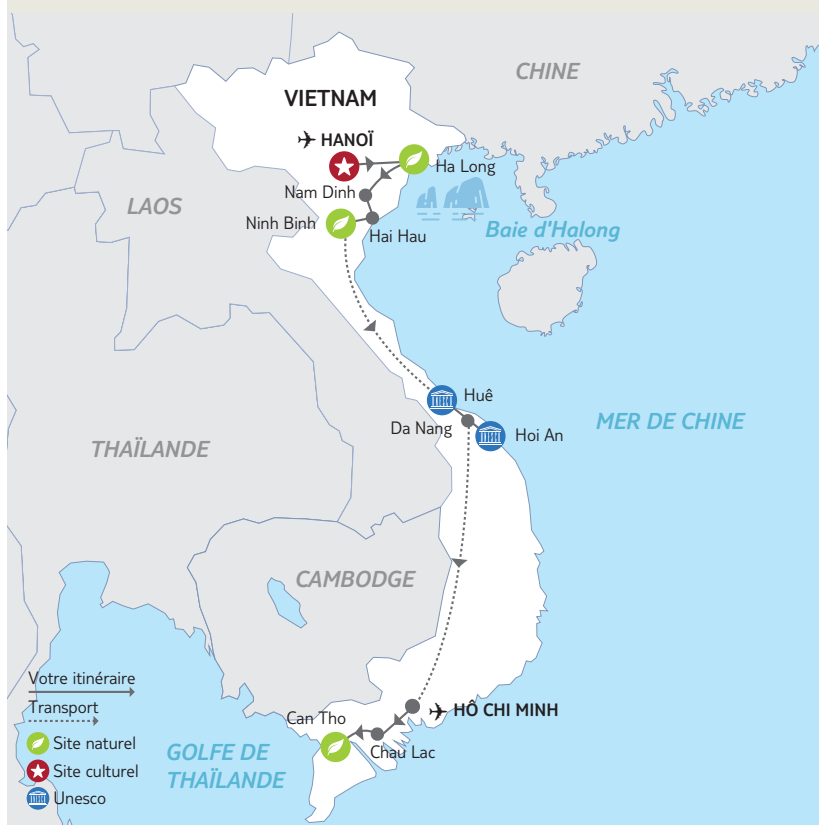 CHINE
VIETNAM
HANOÏ
Ha Long
Nam Dinh
LAOS
Ninh Binh
Hai Hau
Baie d'Halong
Huê
Da Nang
Hoi An
MER DE CHINE
THAÏLANDE
CAMBODGE
Votre itinéraire
Transport
Can Tho
HÔ CHI MINH
Site naturel
GOLFE DE
THAÏLANDE
Chau Lac
Site culturel
Unesco